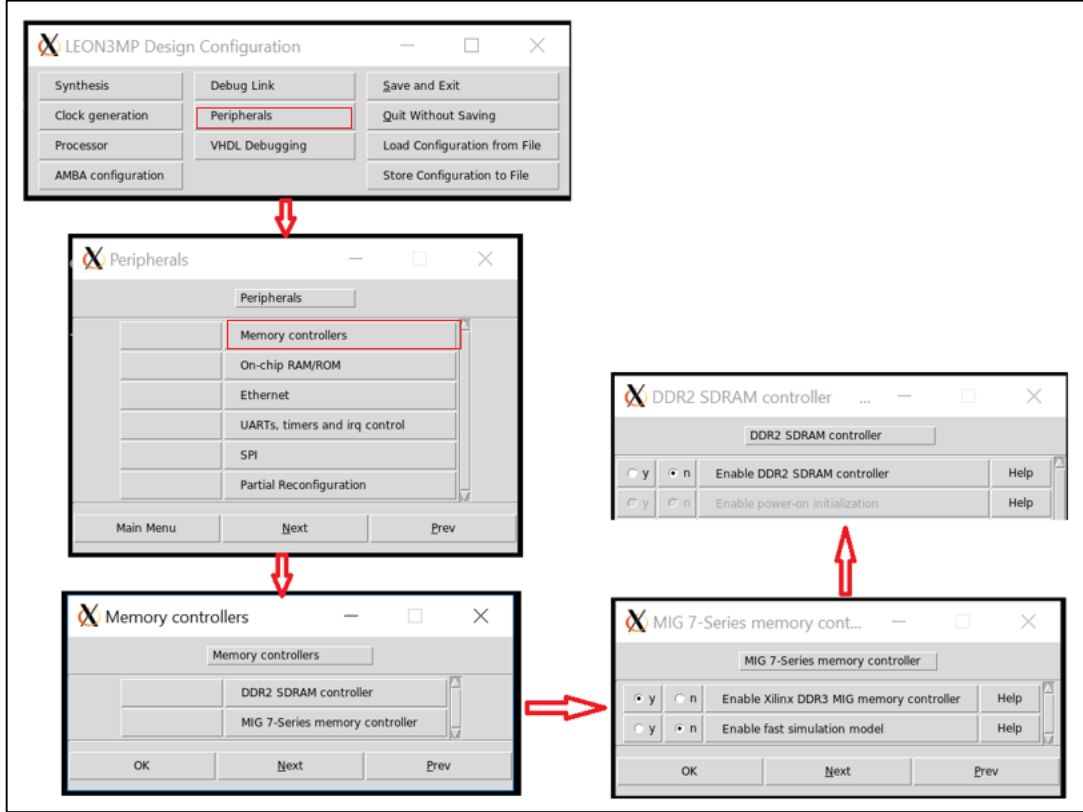 LEON3MP Design Configuration
Synthesis Debug Link Save and Exit
Clock generation Peripherals Quit Without Saving
Processor VHDL Debugging Load Configuration from File
AMBA configuration Store Configuration to File
Peripherals
Peripherals
Memory controllers
On-chip RAM/ROM
Ethernet
UARTs, timers and irq control
SPI
Partial Reconfiguration
Main Menu Next Prev
Memory controllers
Memory controllers
DDR2 SDRAM controller
MIG 7-Series memory controller
OK Next Prev
MIG 7-Series memory cont...
MIG 7-Series memory controller
y n Enable Xilinx DDR3 MIG memory controller Help
y n Enable fast simulation model Help
OK Next Prev
DDR2 SDRAM controller ...
DDR2 SDRAM controller
y n Enable DDR2 SDRAM controller Help
y n Enable power-on initialization Help